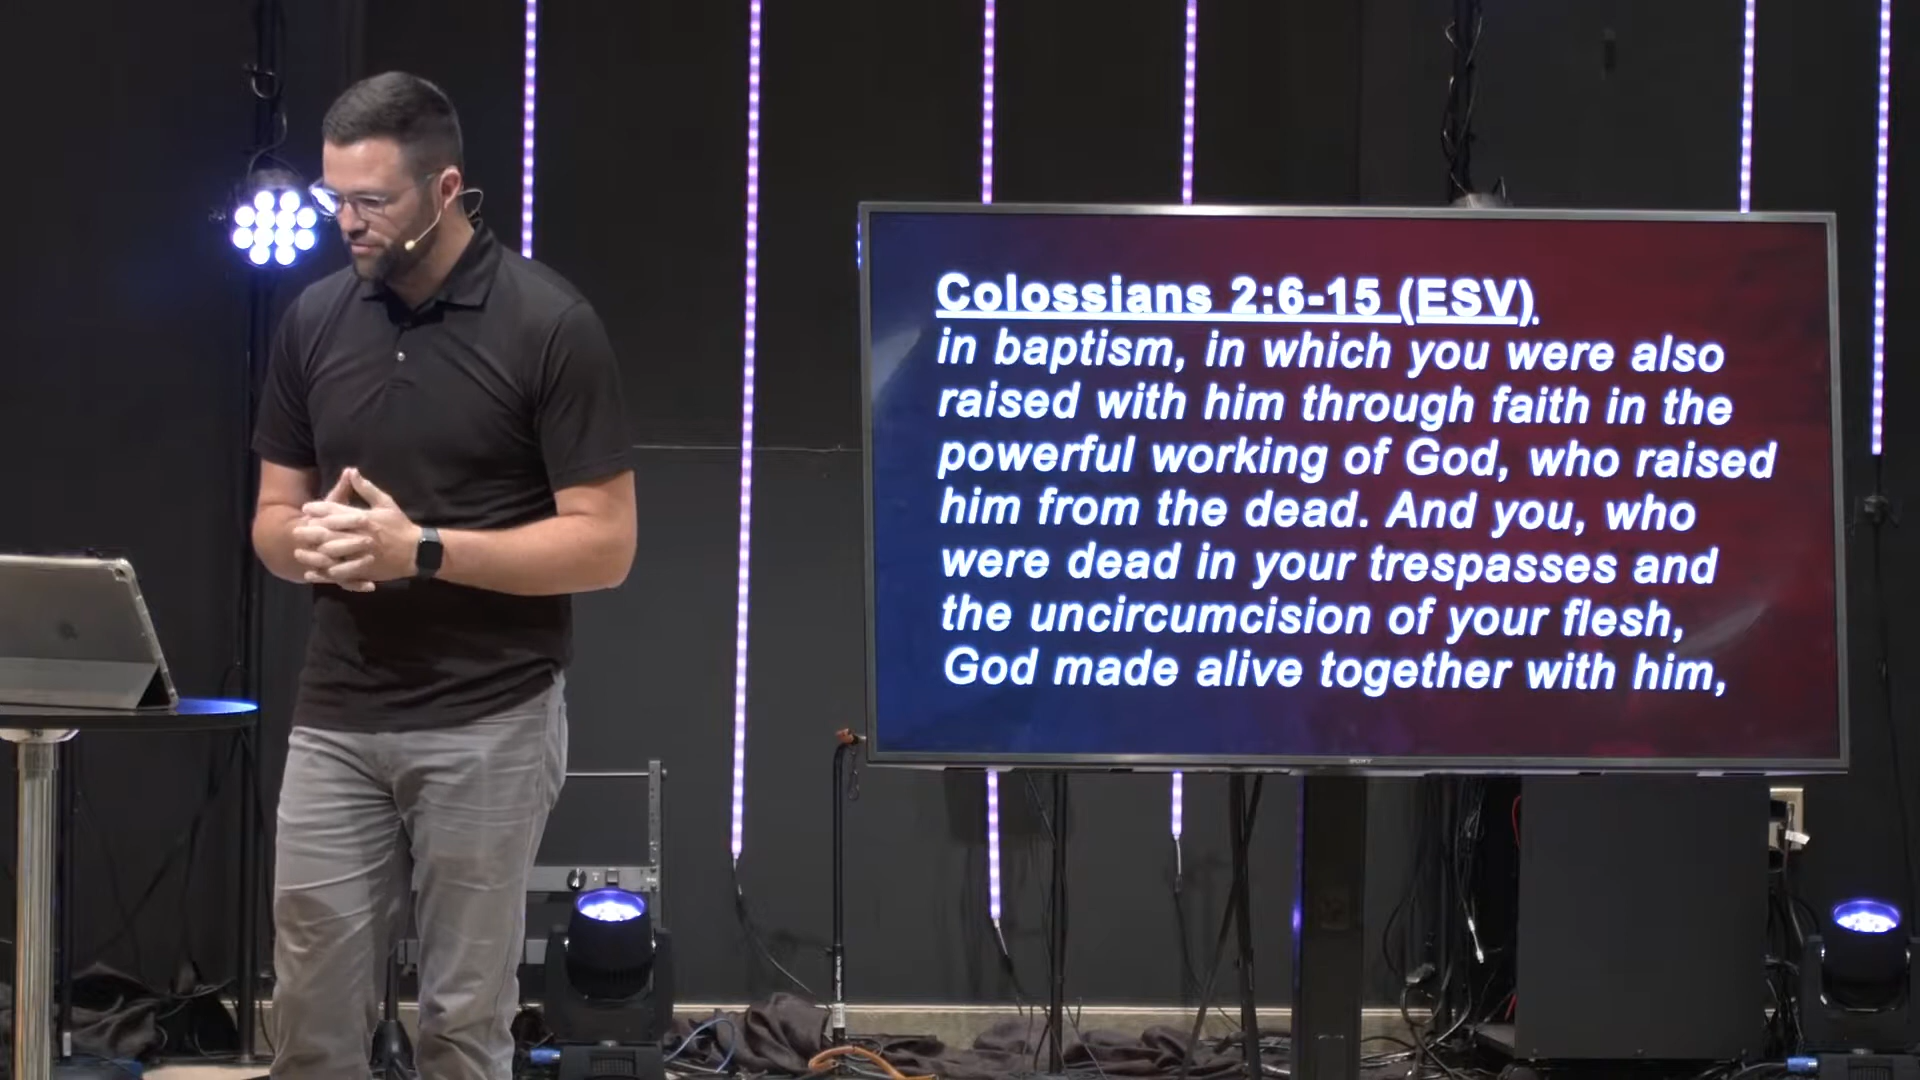 Colossians 2:6-15 (ESV)
in baptism, in which you were also
raised with him through faith in the
powerful working of God, who raised
him from the dead. And you, who
were dead in your trespasses and
the uncircumcision of your flesh,
God made alive together with him,
SONY